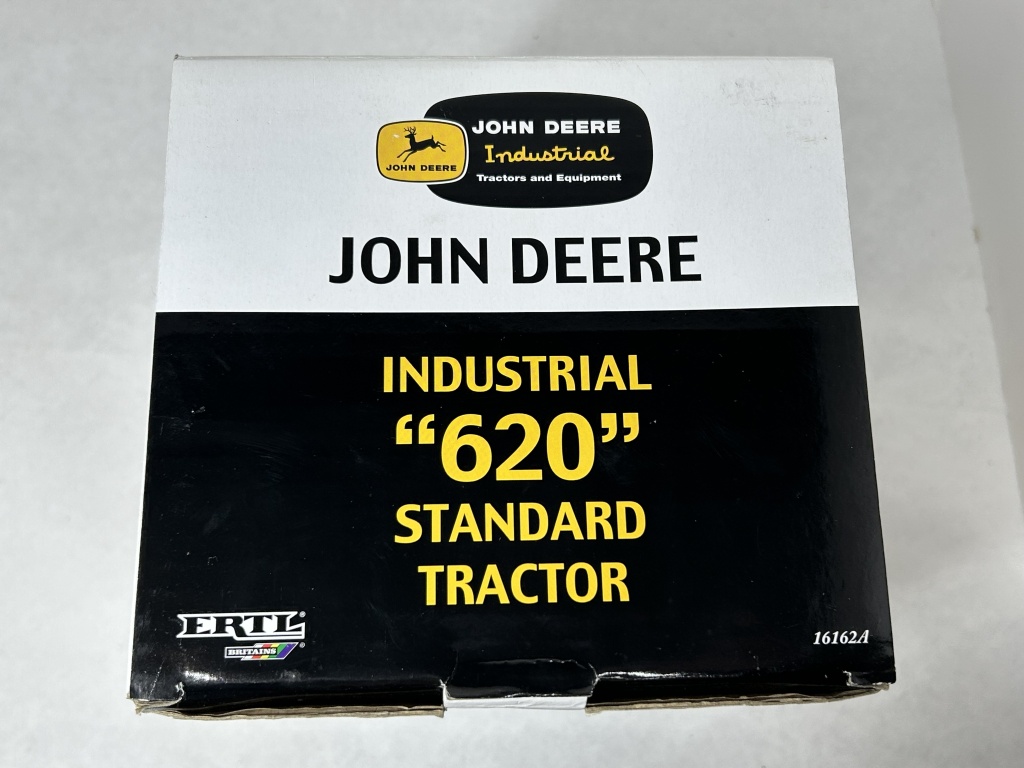 JOHN DEERE
Industrial
Tractors and Equipment
JOHN DEERE
JOHN DEERE
INDUSTRIAL
“620”
STANDARD
TRACTOR
ERTL®
BRITAINS®
16162A